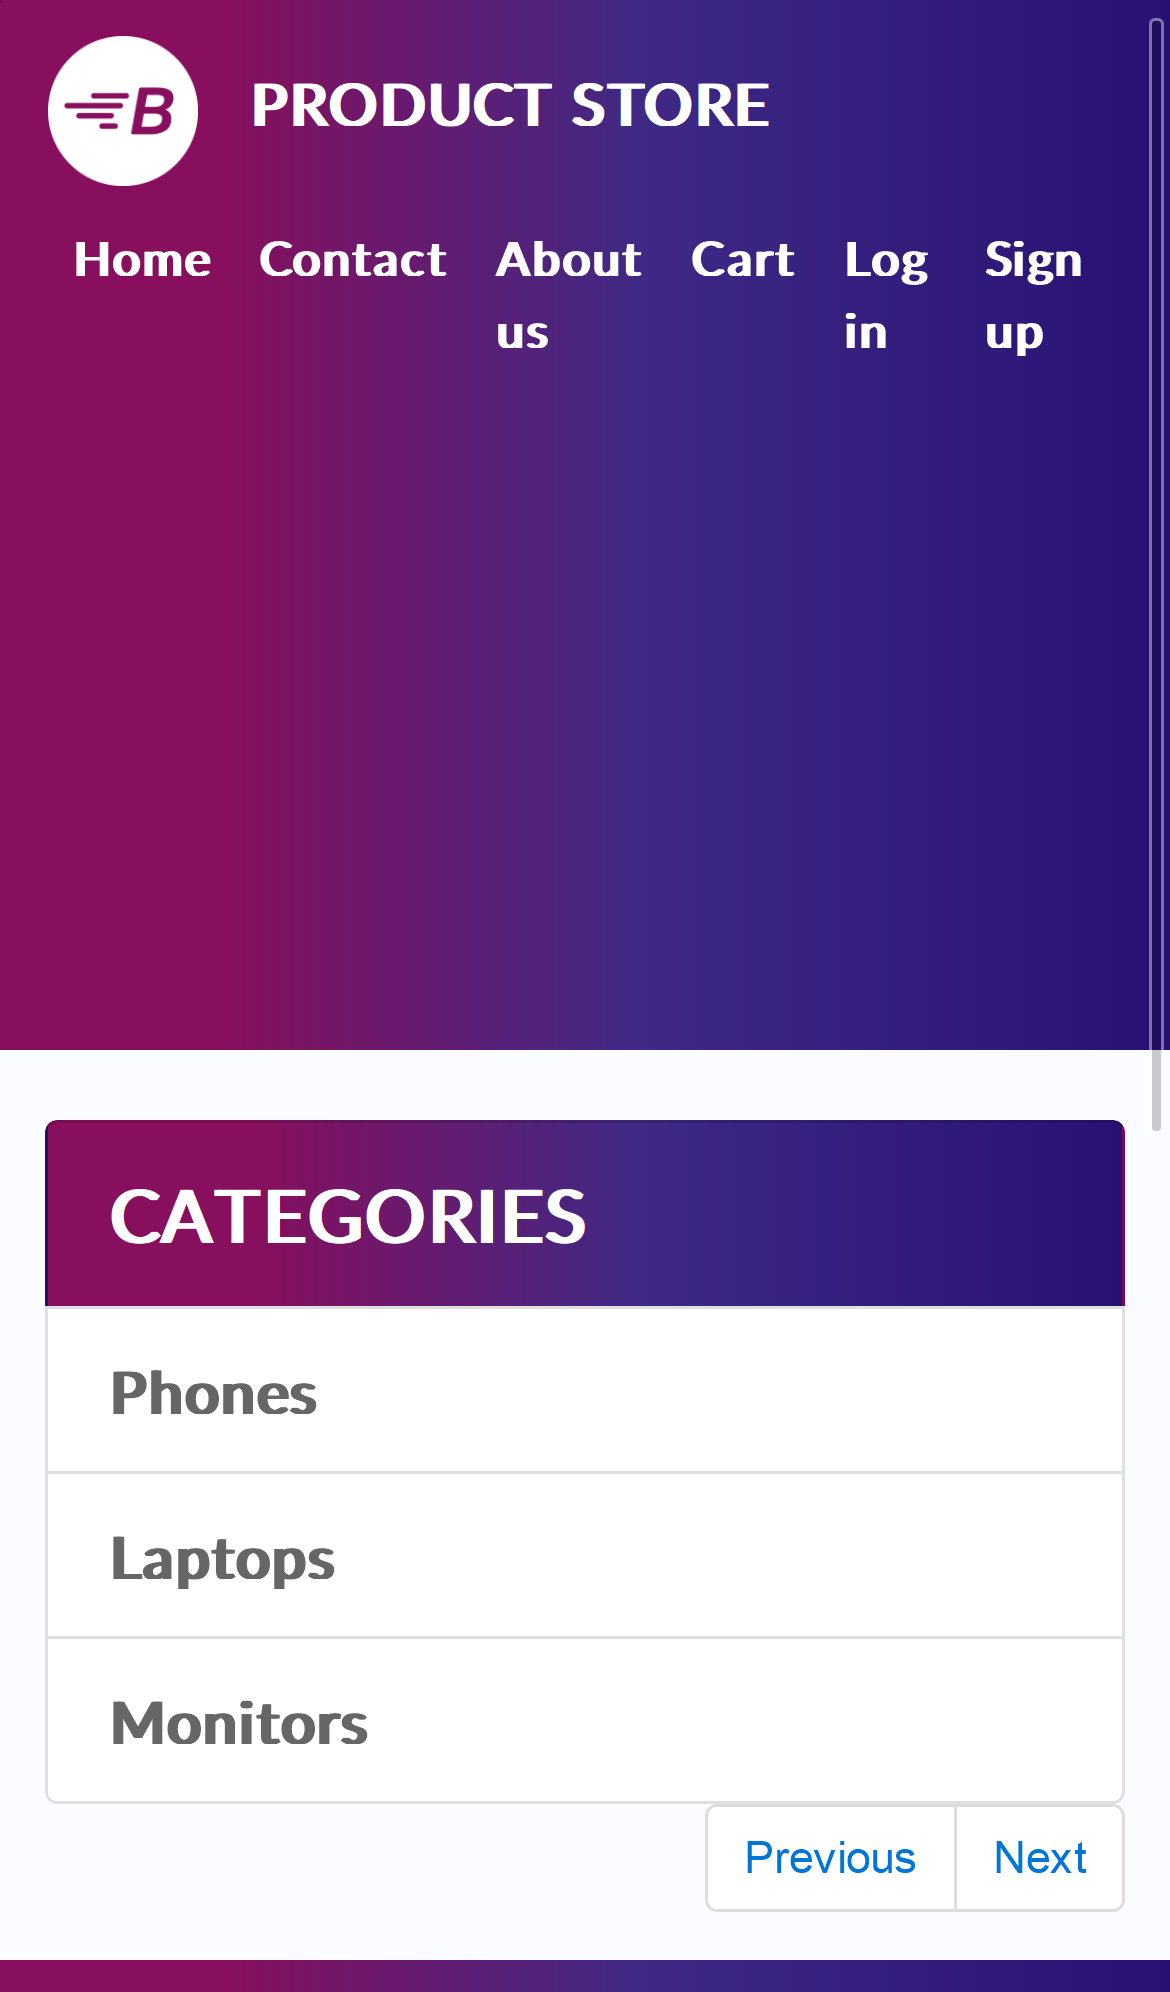 B
PRODUCT STORE
Home Contact About us Cart Log in Sign up
CATEGORIES
Phones
Laptops
Monitors
Previous Next